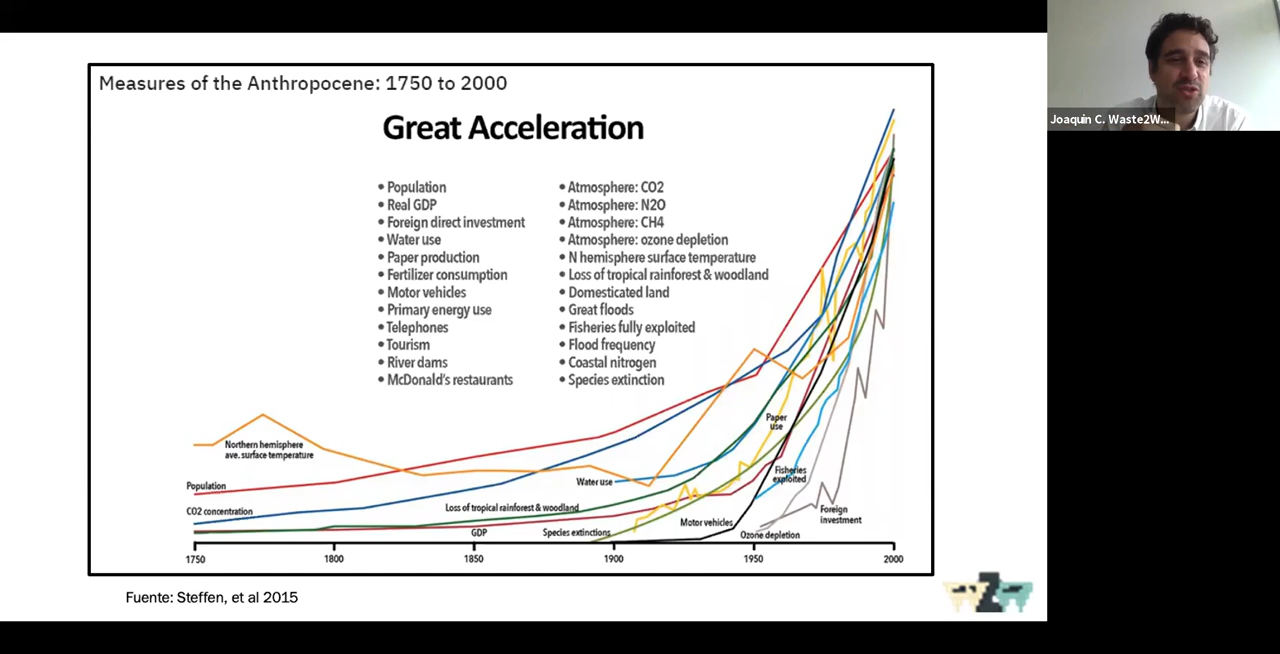 Measures of the Anthropocene: 1750 to 2000
Great Acceleration
• Population
• Real GDP
• Foreign direct investment
• Water use
• Paper production
• Fertilizer consumption
• Motor vehicles
• Primary energy use
• Telephones
• Tourism
• River dams
• McDonald's restaurants
• Atmosphere: CO2
• Atmosphere: N2O
• Atmosphere: CH4
• Atmosphere: ozone depletion
• N hemisphere surface temperature
• Loss of tropical rainforest & woodland
• Domesticated land
• Great floods
• Fisheries fully exploited
• Flood frequency
• Coastal nitrogen
• Species extinction
Northern hemisphere
ave. surface temperature
Population
CO2 concentration
Water use
Loss of tropical rainforest & woodland
GDP
Species extinctions
Motor vehicles
Paper
use
Fisheries
exploited
Foreign
investment
Ozone depletion
1750
1800
1850
1900
1950
2000
Fuente: Steffen, et al 2015
Joaquin C. Waste2W...